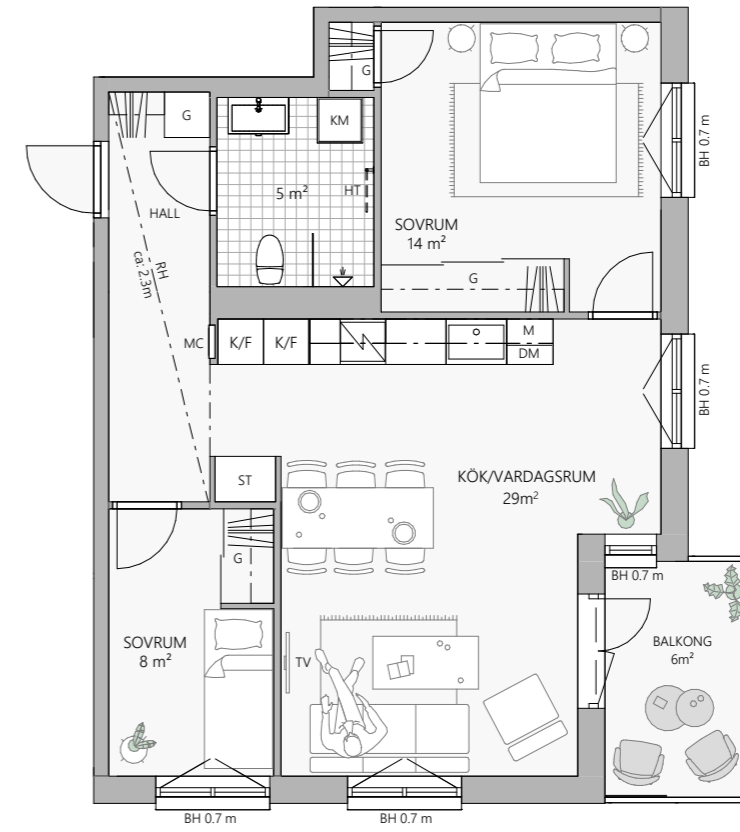 G
G
KM
BH 0.7 m
HALL
5 m²
HT
SOVRUM
14 m²
RH
ca: 2.3m
G
MC
K/F
K/F
M
DM
BH 0.7 m
ST
KÖK/VARDAGSRUM
29m²
G
BH 0.7 m
SOVRUM
8 m²
TV
BALKONG
6m²
BH 0.7 m
BH 0.7 m